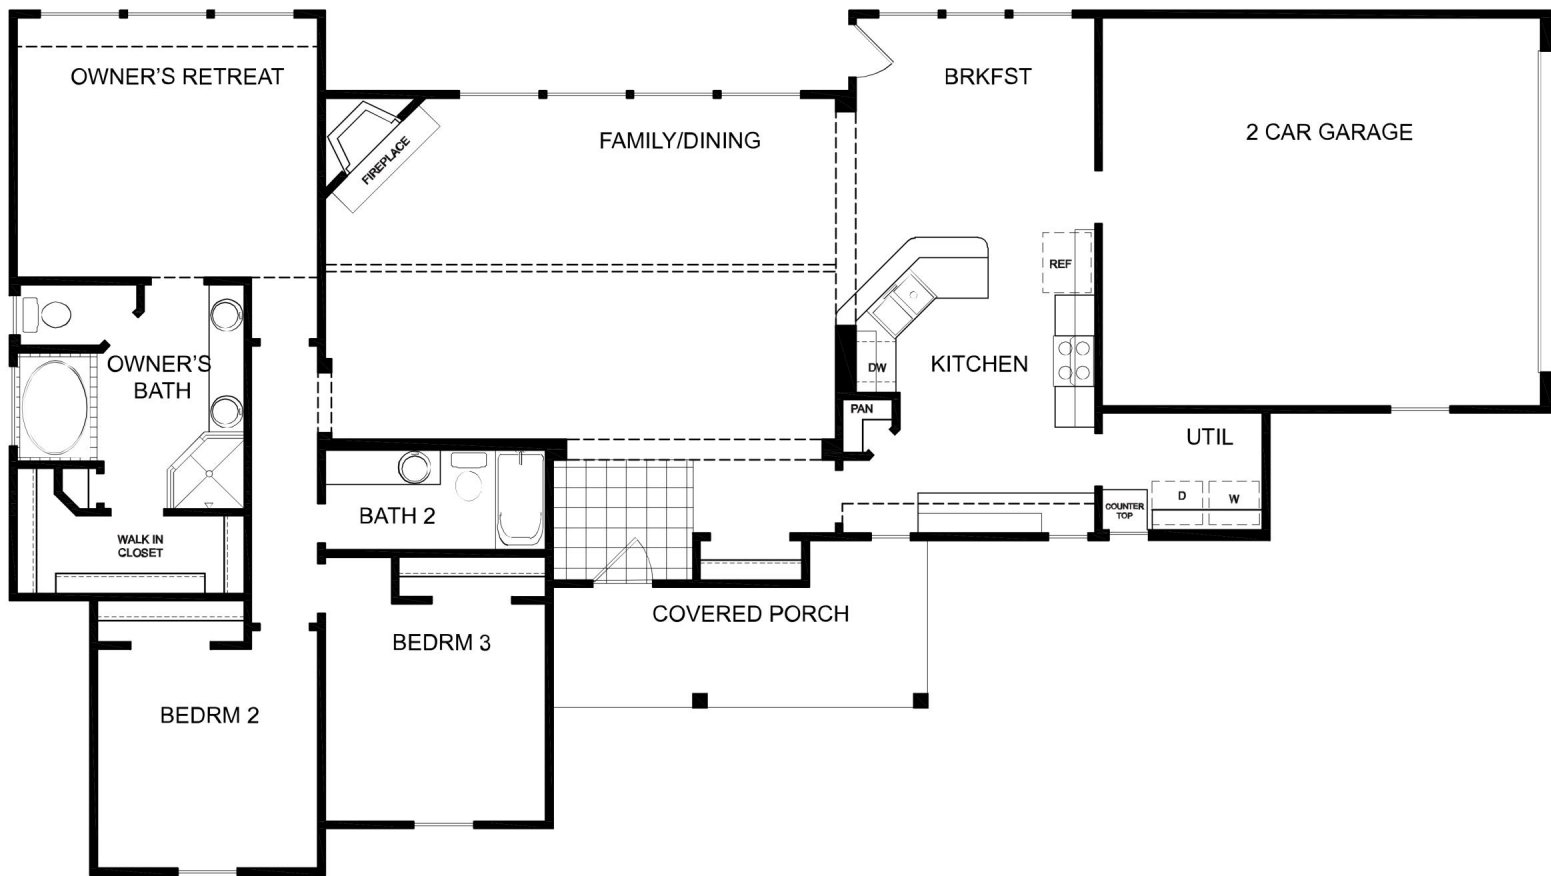 OWNER'S RETREAT
BRKFST
FAMILY/DINING
2 CAR GARAGE
FIREPLACE
REF
OWNER'S
BATH
DW
KITCHEN
PAN
UTIL
BATH 2
COUNTER
TOP
D
W
WALK IN
CLOSET
COVERED PORCH
BEDRM 3
BEDRM 2